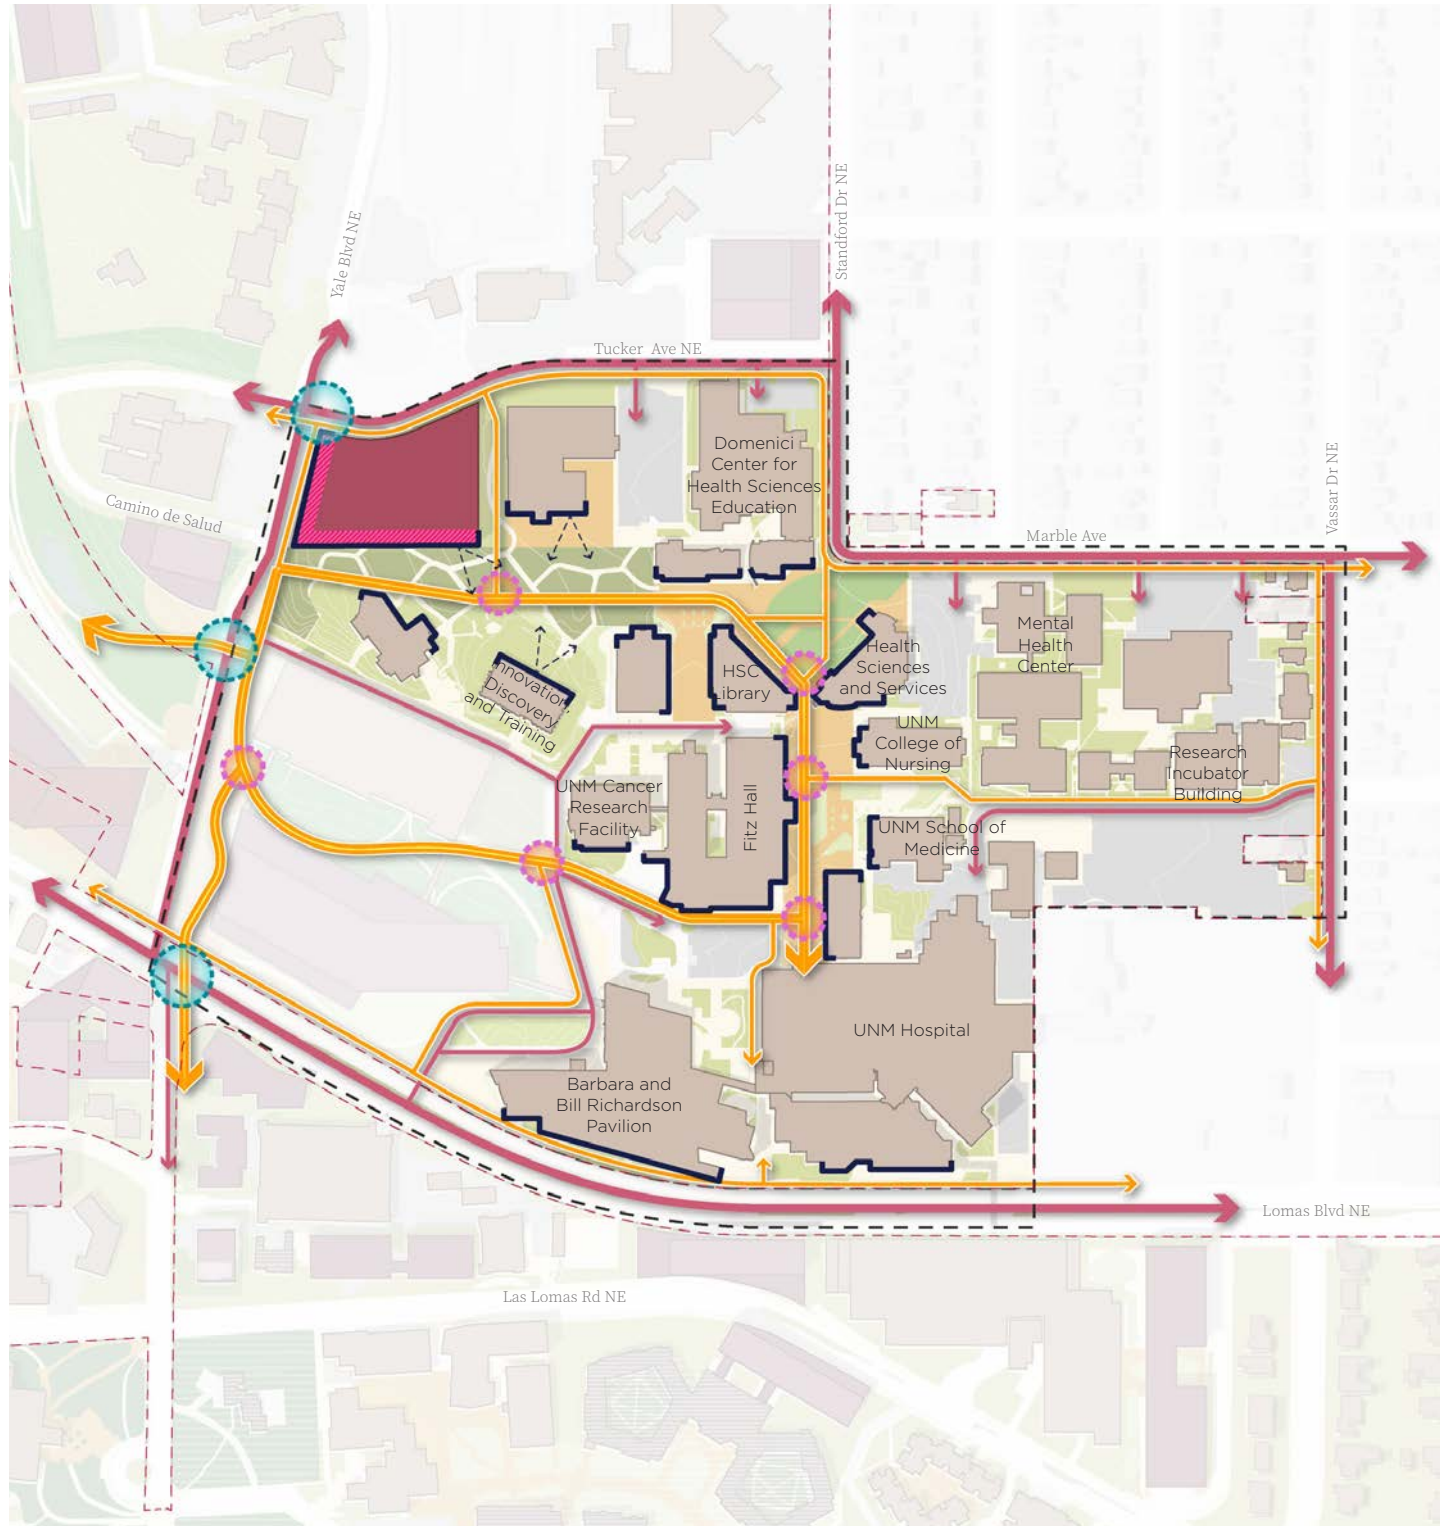 Standford Dr NE
Yale Blvd NE
Tucker Ave NE
Domenici
Center for
Health Sciences
Education
Vassar Dr NE
Camino de Salud
Marble Ave
Mental
Health
Center
Health
Sciences
and Services
HSC
Library
Innovation,
Discovery
and Training
UNM
College of
Nursing
Research
Incubator
Building
UNM Cancer
Research
Facility
Fitz Hall
UNM School of
Medicine
UNM Hospital
Barbara and
Bill Richardson
Pavilion
Lomas Blvd NE
Las Lomas Rd NE